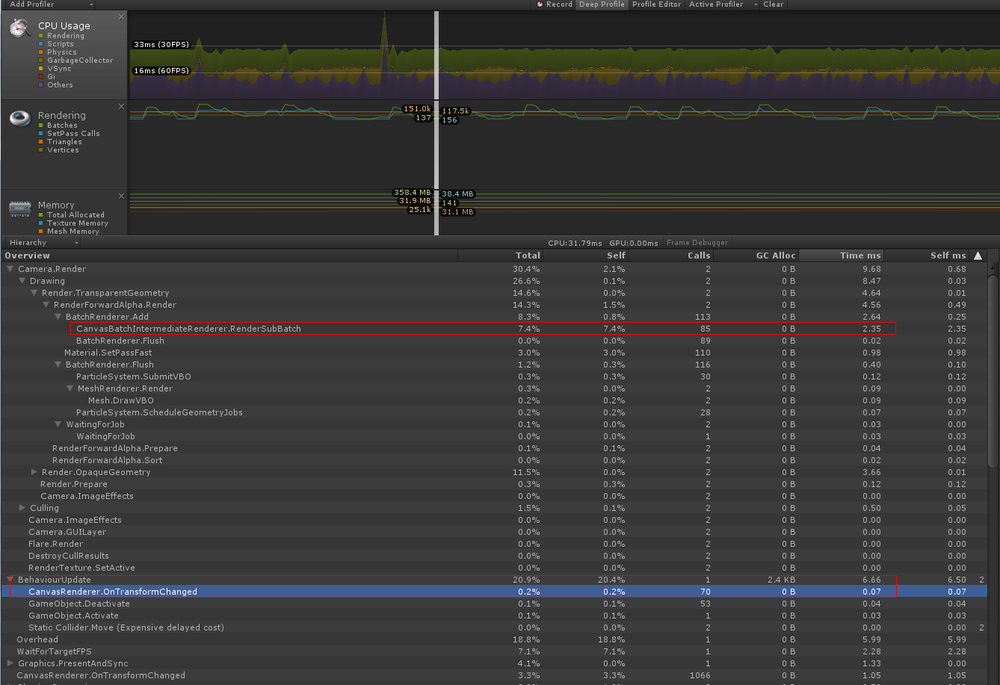 Add Profiler Record Deep Profile Profile Editor Active Profiler Clear
CPU Usage
Rendering
Scripts
Physics
GarbageCollector
VSync
Gi
Others
33ms (30FPS)
16ms (60FPS)
Rendering
Batches
SetPass Calls
Triangles
Vertices
151.0k 117.5k
137 156
Memory
Total Allocated
Texture Memory
Mesh Memory
358.4 MB 38.4 MB
31.9 MB 141
25.1k 31.1 MB
Hierarchy CPU:31.79ms GPU:0.00ms Frame Debugger
Overview Total Self Calls GC Alloc Time ms Self ms
Camera.Render 30.4% 2.1% 2 0 B 9.68 0.68
Drawing 26.6% 0.1% 2 0 B 8.47 0.03
Render.TransparentGeometry 14.6% 0.0% 2 0 B 4.64 0.01
RenderForwardAlpha.Render 14.3% 1.5% 2 0 B 4.56 0.49
BatchRenderer.Add 8.3% 0.8% 113 0 B 2.64 0.25
CanvasBatchIntermediateRenderer.RenderSubBatch 7.4% 7.4% 85 0 B 2.35 2.35
BatchRenderer.Flush 0.0% 0.0% 89 0 B 0.02 0.02
Material.SetPassFast 3.0% 3.0% 110 0 B 0.98 0.98
BatchRenderer.Flush 1.2% 0.3% 116 0 B 0.40 0.10
ParticleSystem.SubmitVBO 0.3% 0.3% 30 0 B 0.12 0.12
MeshRenderer.Render 0.3% 0.0% 2 0 B 0.09 0.00
Mesh.DrawVBO 0.2% 0.2% 2 0 B 0.09 0.09
ParticleSystem.ScheduleGeometryJobs 0.2% 0.2% 28 0 B 0.07 0.07
WaitingForJob 0.1% 0.0% 2 0 B 0.03 0.00
WaitingForJob 0.0% 0.0% 1 0 B 0.03 0.03
RenderForwardAlpha.Prepare 0.1% 0.1% 2 0 B 0.04 0.04
RenderForwardAlpha.Sort 0.0% 0.0% 2 0 B 0.02 0.02
Render.OpaqueGeometry 11.5% 0.0% 2 0 B 3.66 0.01
Render.Prepare 0.3% 0.3% 2 0 B 0.12 0.12
Camera.ImageEffects 0.0% 0.0% 2 0 B 0.00 0.00
Culling 1.5% 0.1% 2 0 B 0.50 0.05
Camera.ImageEffects 0.0% 0.0% 2 0 B 0.00 0.00
Camera.GUILayer 0.0% 0.0% 2 0 B 0.00 0.00
Flare.Render 0.0% 0.0% 2 0 B 0.00 0.00
DestroyCullResults 0.0% 0.0% 2 0 B 0.00 0.00
RenderTexture.SetActive 0.0% 0.0% 2 0 B 0.00 0.00
BehaviourUpdate 20.9% 20.4% 1 2.4 KB 6.66 6.50 2
CanvasRenderer.OnTransformChanged 0.2% 0.2% 70 0 B 0.07 0.07
GameObject.Deactivate 0.1% 0.1% 53 0 B 0.04 0.04
GameObject.Activate 0.1% 0.1% 1 0 B 0.03 0.03
Static Collider.Move (Expensive delayed cost) 0.0% 0.0% 2 0 B 0.00 0.00 2
Overhead 18.8% 18.8% 1 0 B 5.99 5.99
WaitForTargetFPS 7.1% 7.1% 1 0 B 2.28 2.28
Graphics.PresentAndSync 4.1% 0.0% 1 0 B 1.33 0.00
CanvasRenderer.OnTransformChanged 3.3% 3.3% 1066 0 B 1.05 1.05